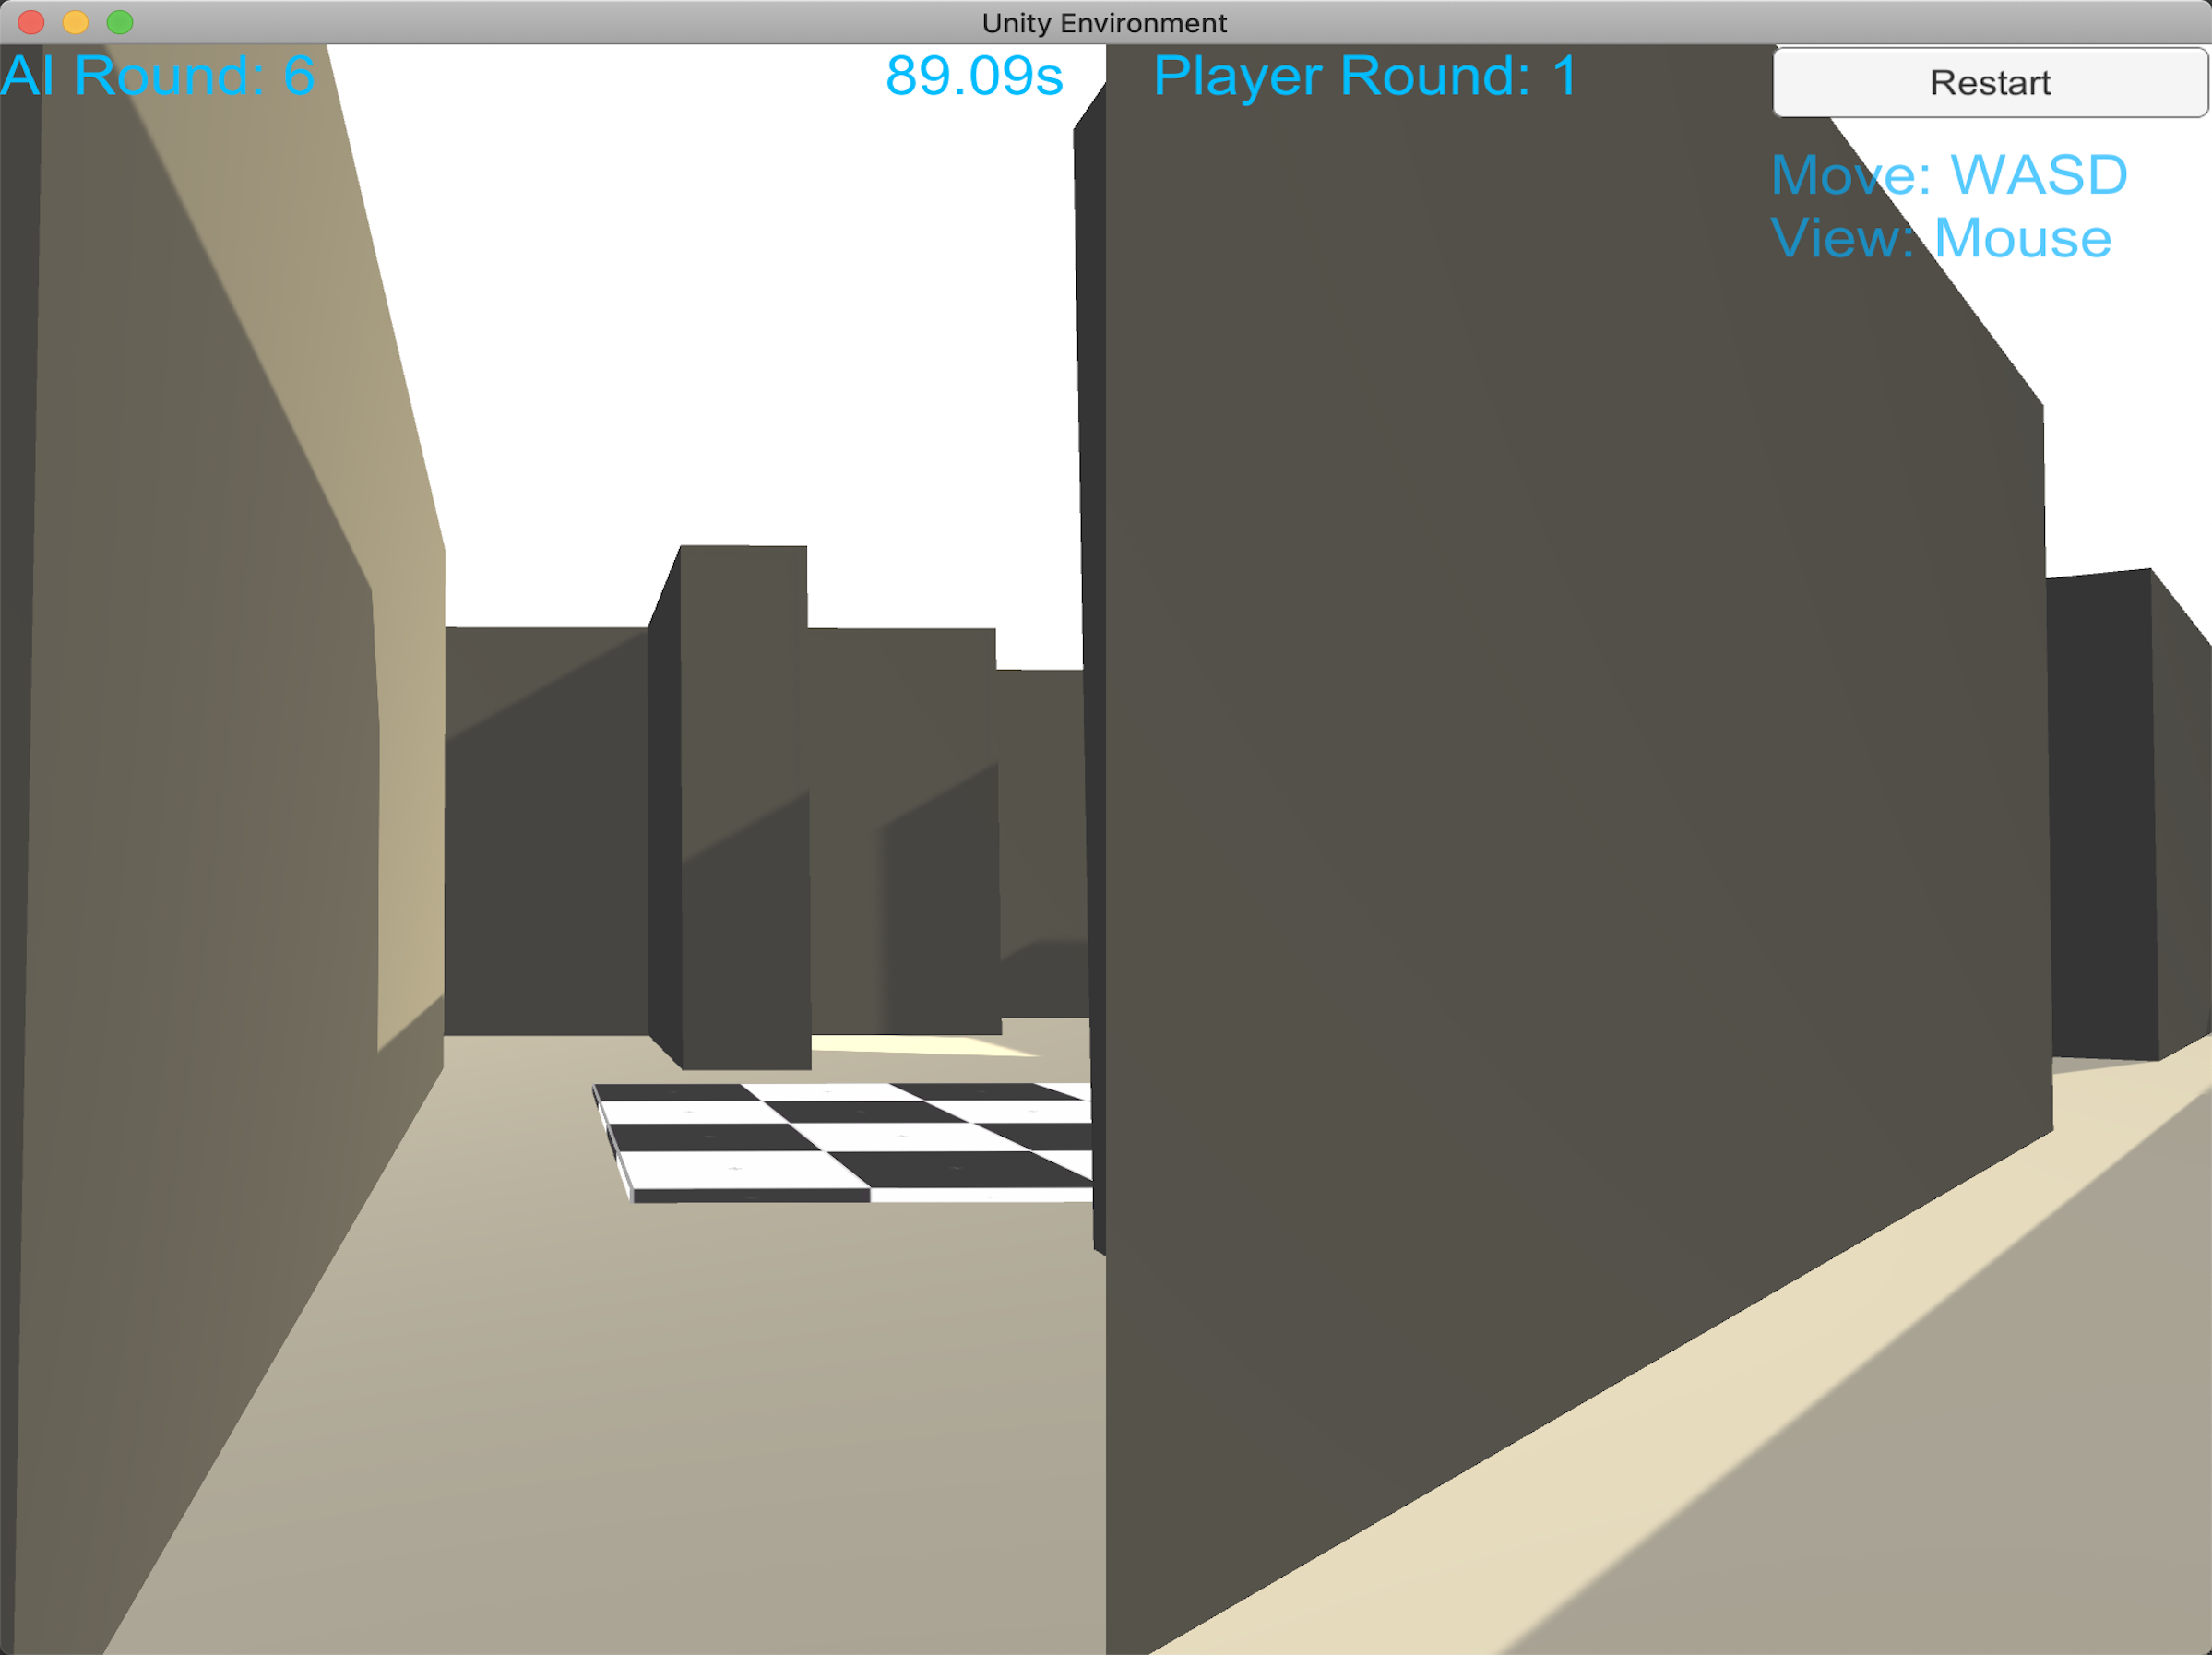 Unity Environment
AI Round: 6
89.09s
Player Round: 1
Restart
Move: WASD
View: Mouse